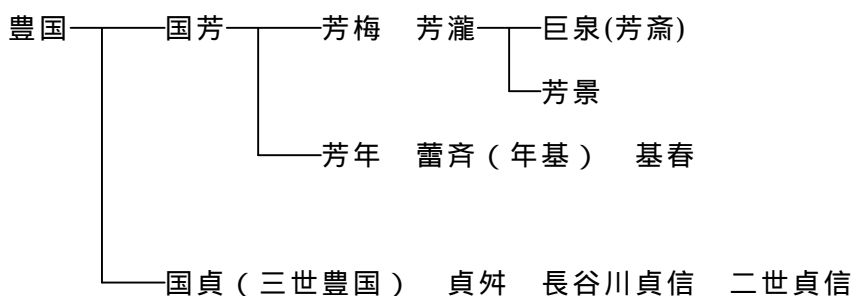 豊国 国芳 芳梅 芳瀧 巨泉(芳斎)
芳景
芳年 蕾斉(年基) 基春
国貞(三世豊国) 貞舛 長谷川貞信 二世貞信